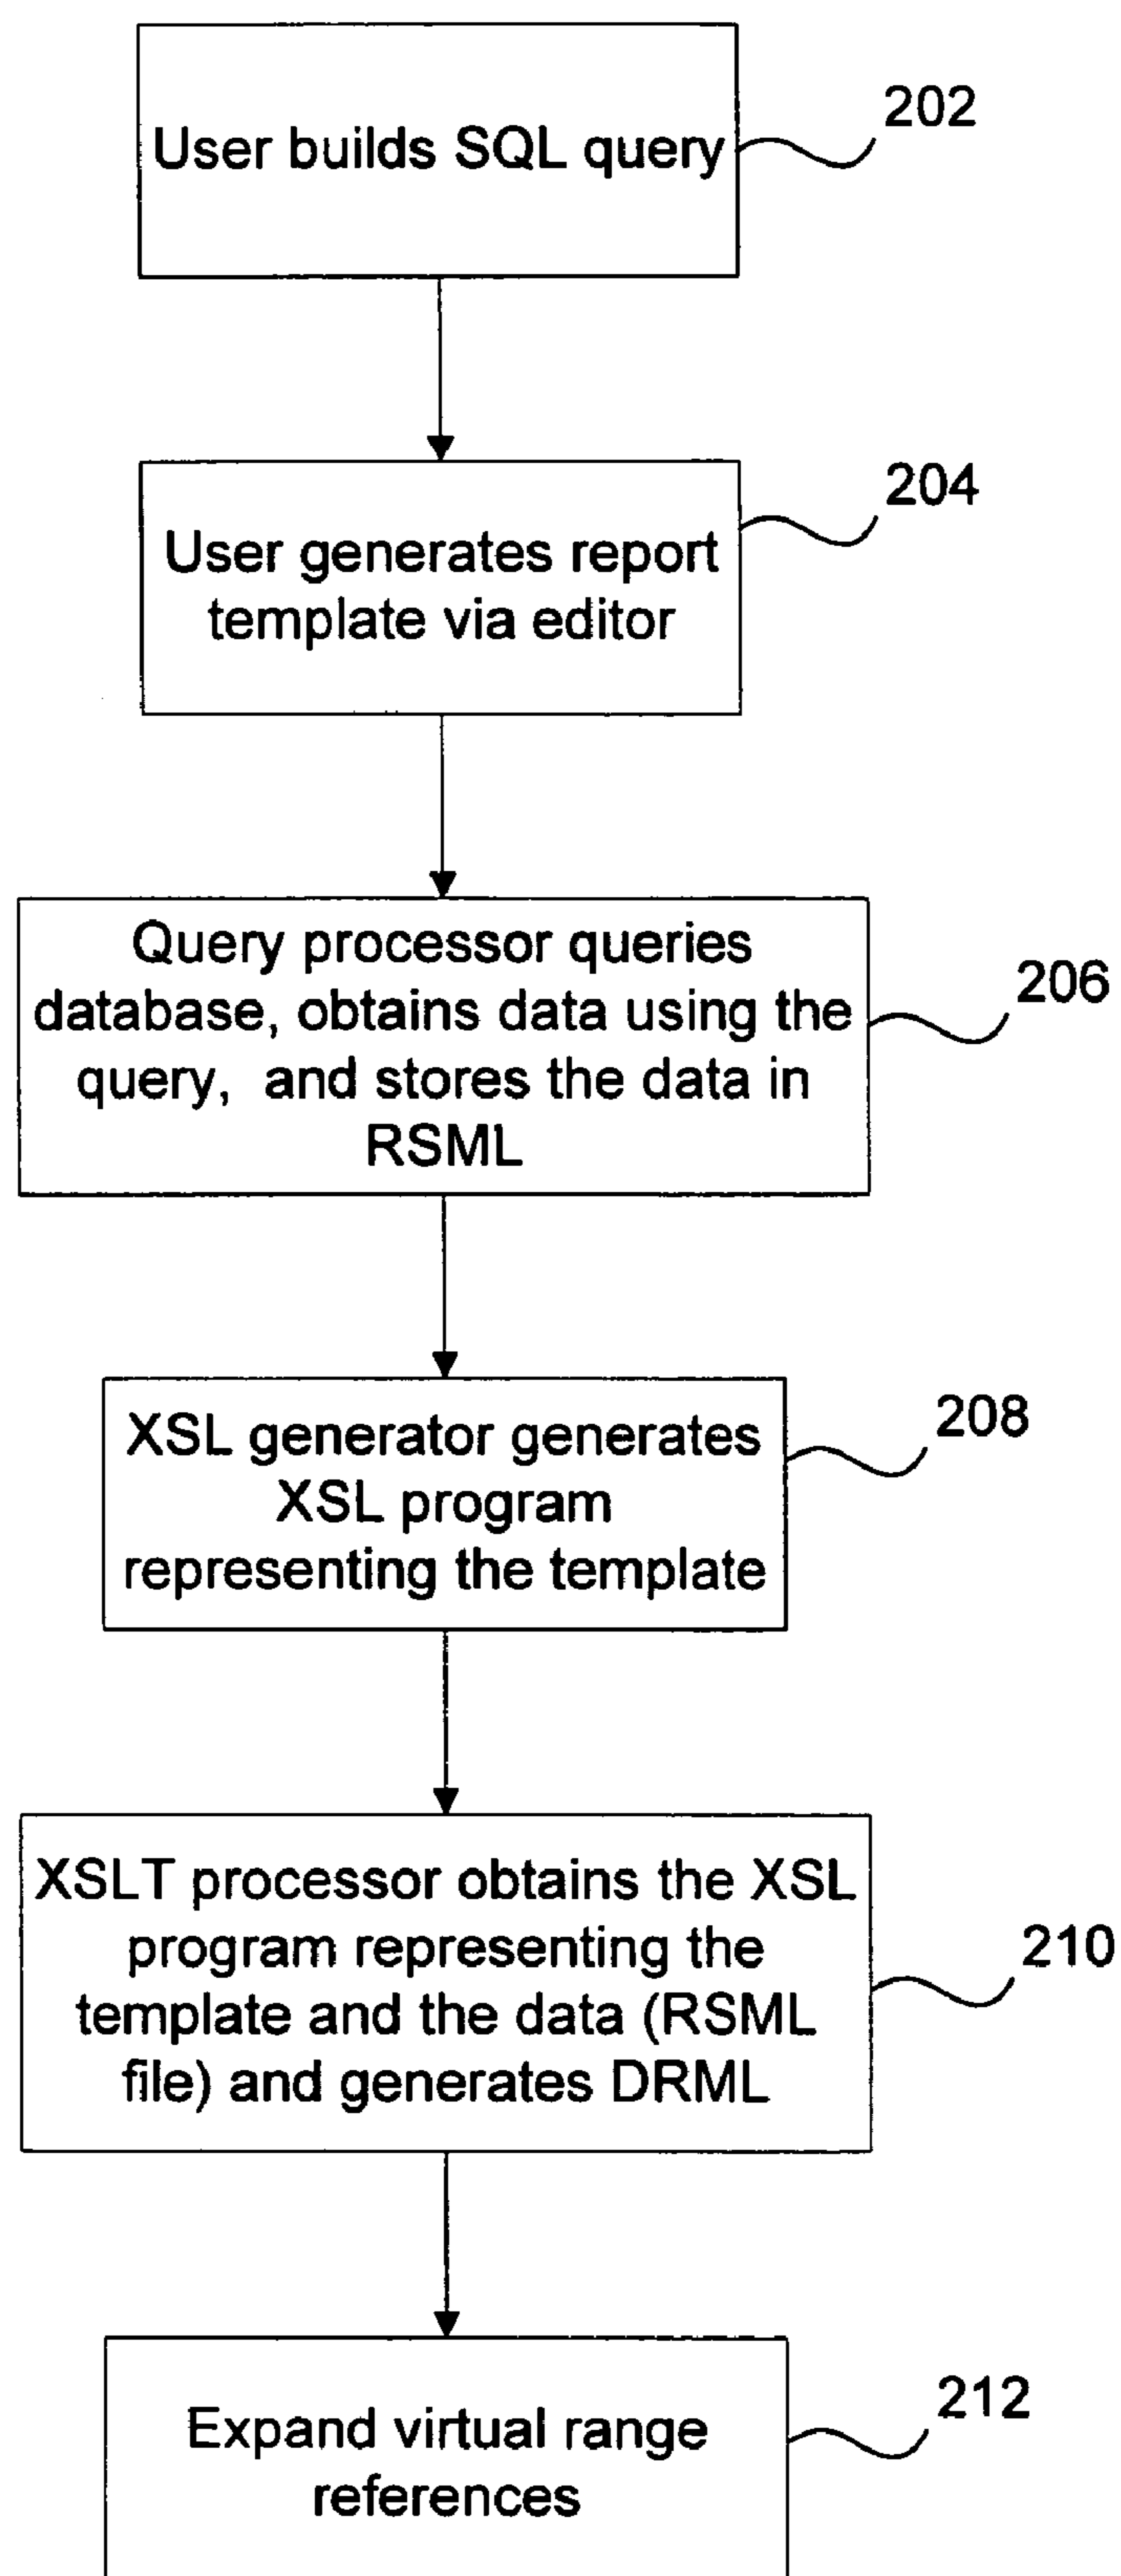 User builds SQL query
202
User generates report
template via editor
204
Query processor queries
database, obtains data using the
query, and stores the data in
RSML
206
XSL generator generates
XSL program
representing the template
208
XSLT processor obtains the XSL
program representing the
template and the data (RSML
file) and generates DRML
210
Expand virtual range
references
212